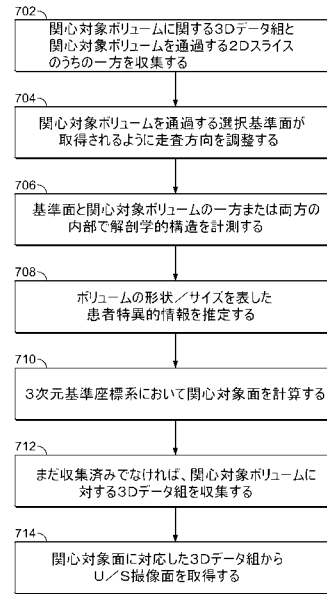 702
関心対象ボリュームに関する3Dデータ組と
関心対象ボリュームを通過する2Dスライス
のうちの一方を収集する
704
関心対象ボリュームを通過する選択基準面が
取得されるように走査方向を調整する
706
基準面と関心対象ボリュームの一方または両方の
内部で解剖学的構造を計測する
708
ボリュームの形状/サイズを表した
患者特異的情報を推定する
710
3次元基準座標系において関心対象面を計算する
712
まだ収集済みでなければ、関心対象ボリュームに
対する3Dデータ組を収集する
714
関心対象面に対応した3Dデータ組から
U/S撮像面を取得する